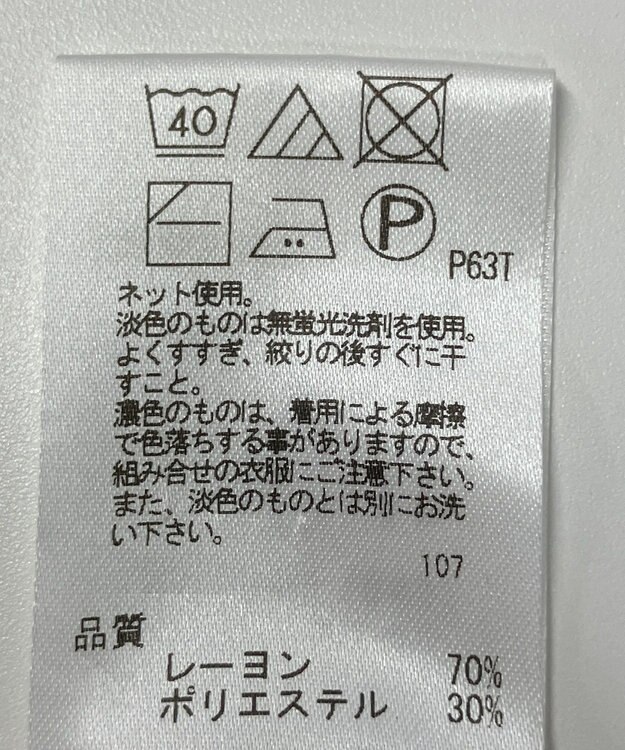 40
P
P63T
ネット使用。
淡色のものは無蛍光洗剤を使用。
よくすすぎ、絞りの後すぐに干
すこと。
濃色のものは、着用による摩擦
で色落ちする事がありますので、
組み合せの衣服にご注意下さい。
また、淡色のものとは別にお洗
い下さい。
107
品質
レーヨン 70%
ポリエステル 30%